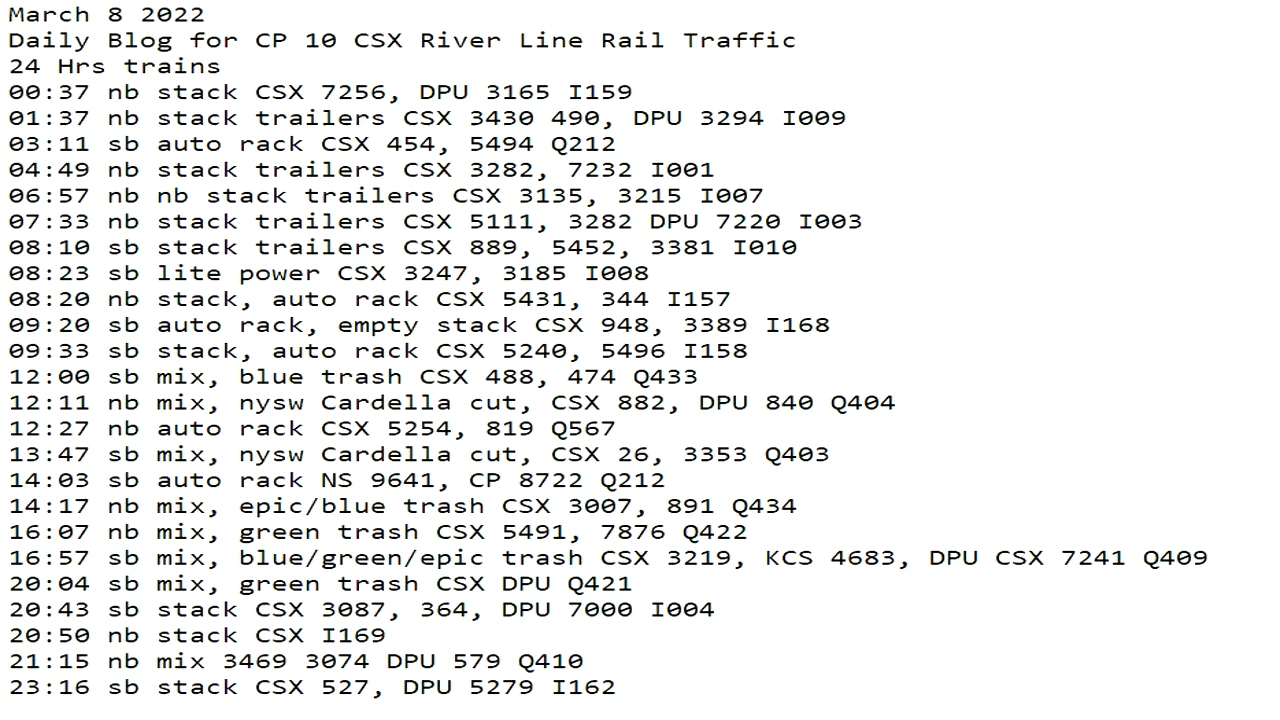 March 8 2022
Daily Blog for CP 10 CSX River Line Rail Traffic
24 Hrs trains
00:37 nb stack CSX 7256, DPU 3165 I159
01:37 nb stack trailers CSX 3430 490, DPU 3294 I009
03:11 sb auto rack CSX 454, 5494 Q212
04:49 nb stack trailers CSX 3282, 7232 I001
06:57 nb nb stack trailers CSX 3135, 3215 I007
07:33 nb stack trailers CSX 5111, 3282 DPU 7220 I003
08:10 sb stack trailers CSX 889, 5452, 3381 I010
08:23 sb lite power CSX 3247, 3185 I008
08:20 nb stack, auto rack CSX 5431, 344 I157
09:20 sb auto rack, empty stack CSX 948, 3389 I168
09:33 sb stack, auto rack CSX 5240, 5496 I158
12:00 sb mix, blue trash CSX 488, 474 Q433
12:11 nb mix, nysw Cardella cut, CSX 882, DPU 840 Q404
12:27 nb auto rack CSX 5254, 819 Q567
13:47 sb mix, nysw Cardella cut, CSX 26, 3353 Q403
14:03 sb auto rack NS 9641, CP 8722 Q212
14:17 nb mix, epic/blue trash CSX 3007, 891 Q434
16:07 nb mix, green trash CSX 5491, 7876 Q422
16:57 sb mix, blue/green/epic trash CSX 3219, KCS 4683, DPU CSX 7241 Q409
20:04 sb mix, green trash CSX DPU Q421
20:43 sb stack CSX 3087, 364, DPU 7000 I004
20:50 nb stack CSX I169
21:15 nb mix 3469 3074 DPU 579 Q410
23:16 sb stack CSX 527, DPU 5279 I162